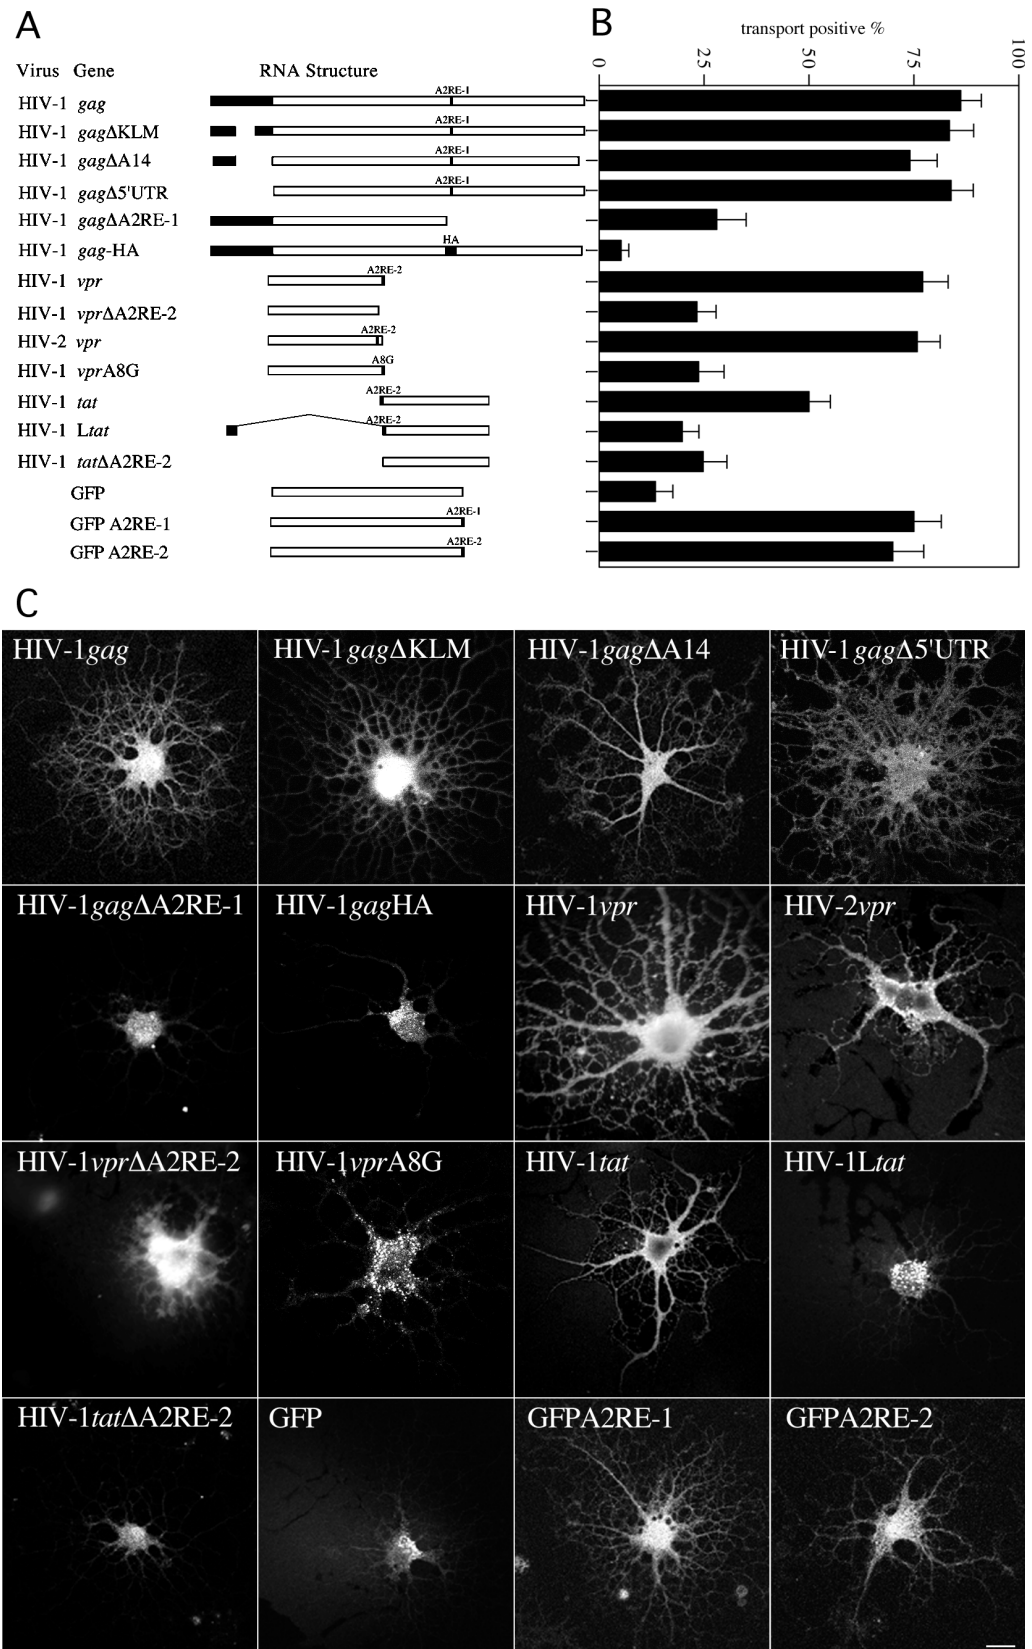 A
B
transport positive %
0 25 50 75 100
Virus Gene RNA Structure
HIV-1 gag A2RE-1
HIV-1 gagΔKLM A2RE-1
HIV-1 gagΔA14 A2RE-1
HIV-1 gagΔ5'UTR A2RE-1
HIV-1 gagΔA2RE-1
HIV-1 gag-HA HA
HIV-1 vpr A2RE-2
HIV-1 vprΔA2RE-2
HIV-2 vpr A2RE-2
HIV-1 vprA8G A8G
HIV-1 tat A2RE-2
HIV-1 Ltat A2RE-2
HIV-1 tatΔA2RE-2
GFP
GFP A2RE-1 A2RE-1
GFP A2RE-2 A2RE-2
C
HIV-1gag HIV-1gagΔKLM HIV-1gagΔA14 HIV-1gagΔ5'UTR
HIV-1gagΔA2RE-1 HIV-1gagHA HIV-1vpr HIV-2vpr
HIV-1vprΔA2RE-2 HIV-1vprA8G HIV-1tat HIV-1Ltat
HIV-1tatΔA2RE-2 GFP GFPA2RE-1 GFPA2RE-2